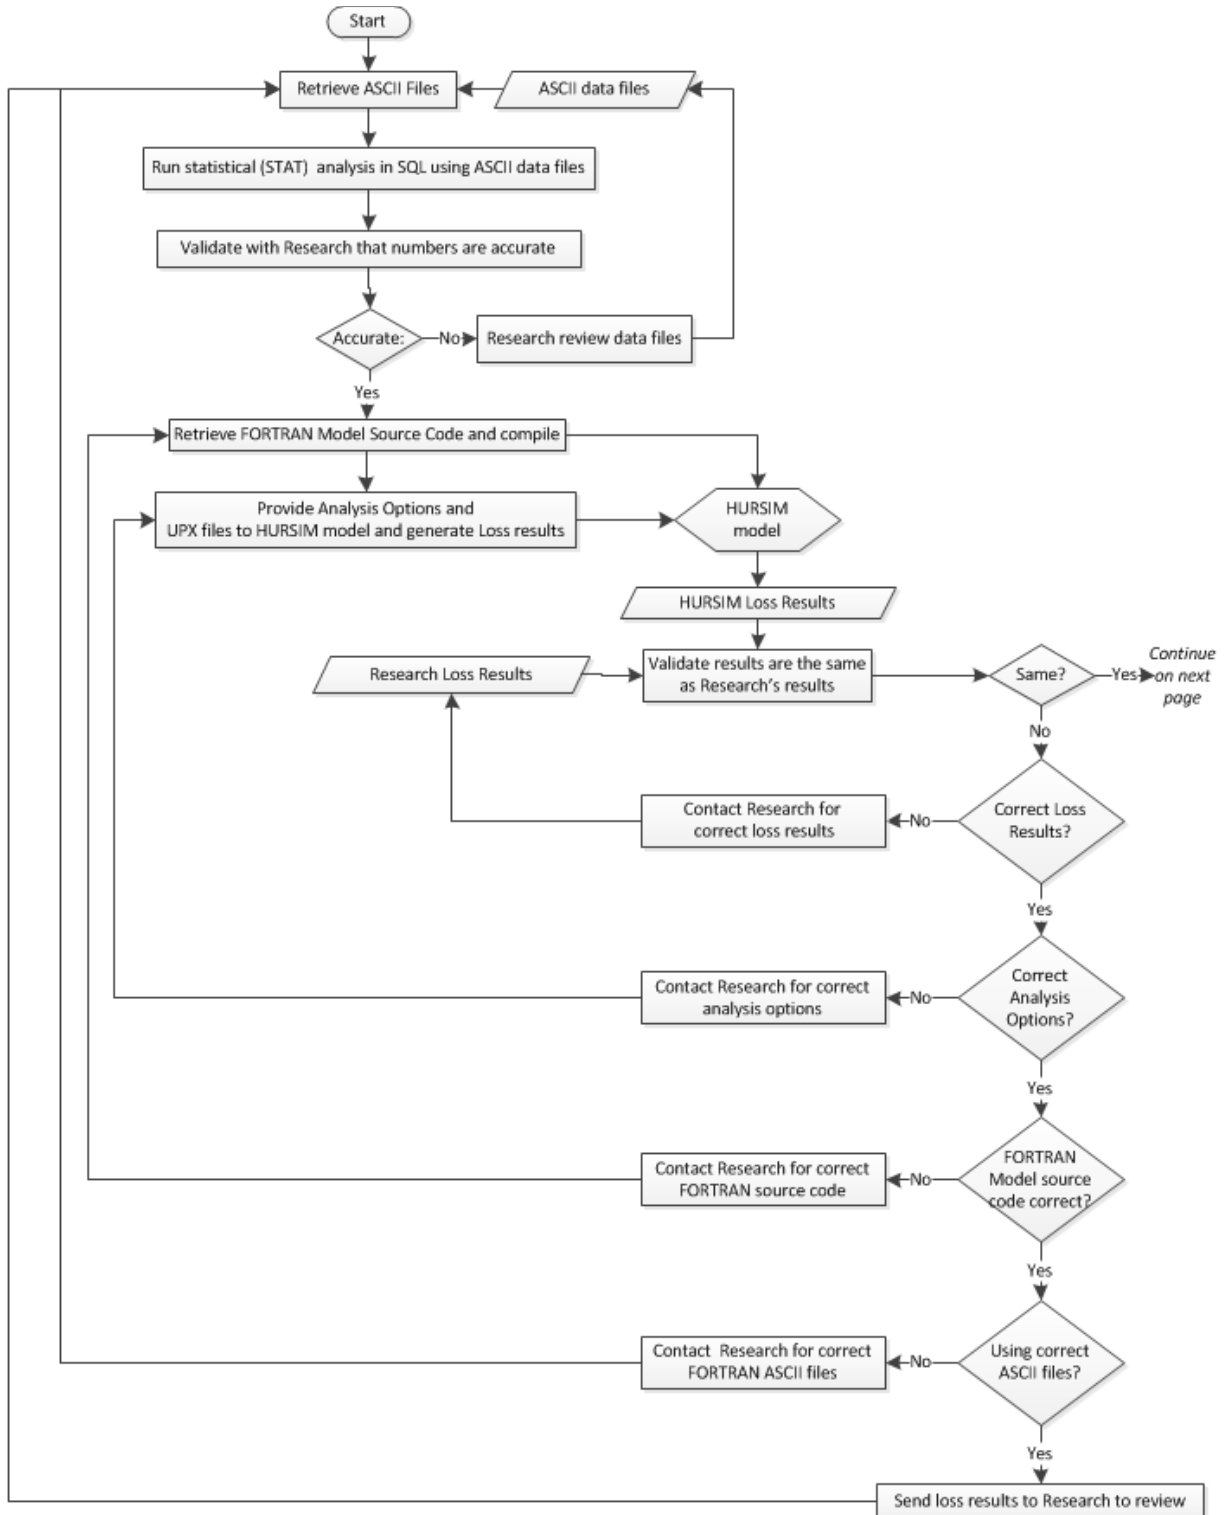 Start
Retrieve ASCII Files
ASCII data files
Run statistical (STAT) analysis in SQL using ASCII data files
Validate with Research that numbers are accurate
Accurate:
No
Research review data files
Yes
Retrieve FORTRAN Model Source Code and compile
Provide Analysis Options and
UPX files to HURSIM model and generate Loss results
HURSIM
model
HURSIM Loss Results
Research Loss Results
Validate results are the same
as Research's results
Same?
Yes
Continue
on next
page
No
Contact Research for
correct loss results
No
Correct Loss
Results?
Yes
Contact Research for correct
analysis options
No
Correct
Analysis
Options?
Yes
Contact Research for correct
FORTRAN source code
No
FORTRAN
Model source
code correct?
Yes
Contact Research for correct
FORTRAN ASCII files
No
Using correct
ASCII files?
Yes
Send loss results to Research to review